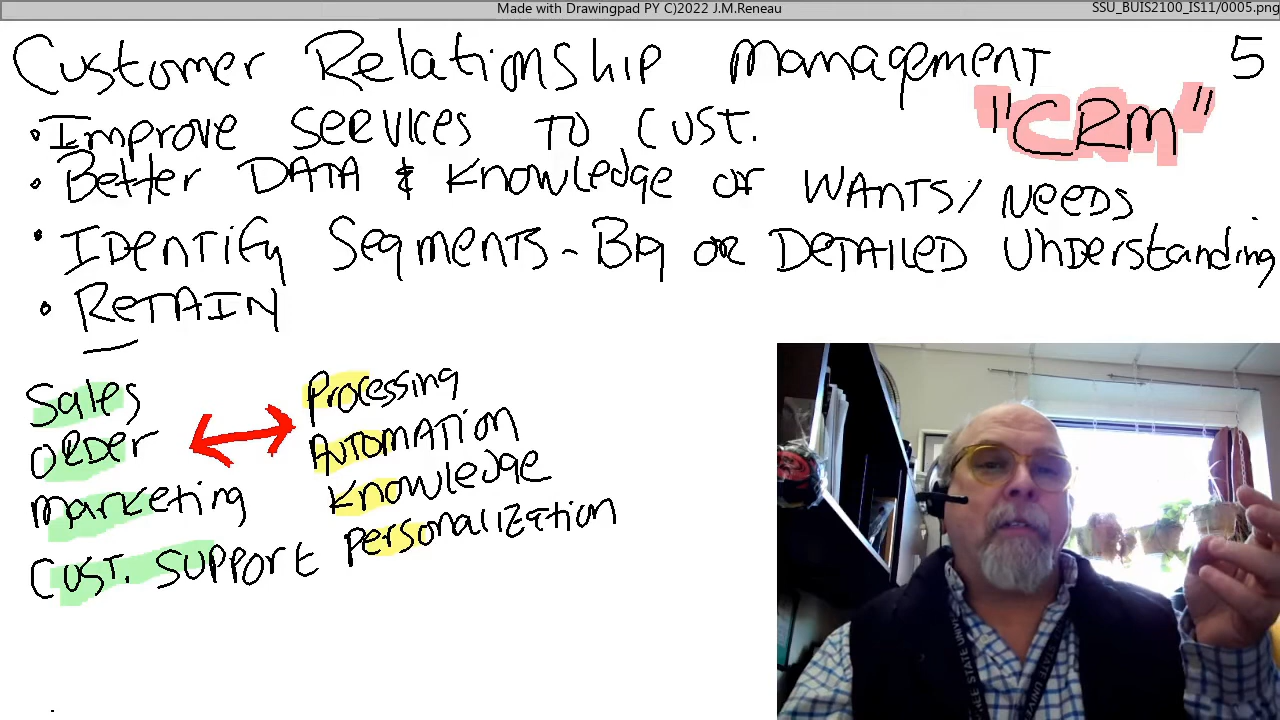 Made with Drawingpad PY C)2022 J.M.Reneau
SSU_BUIS2100_IS11/0005.png
Customer Relationship Management 5
"CRM"
• Improve Services to Cust.
• Better DATA & Knowledge of WANTS/NEEDS
• Identify Segments - Big or DETAILED Understanding
• RETAIN
Sales
Order
Marketing
Cust. Support
Processing
Automation
Knowledge
Personalization